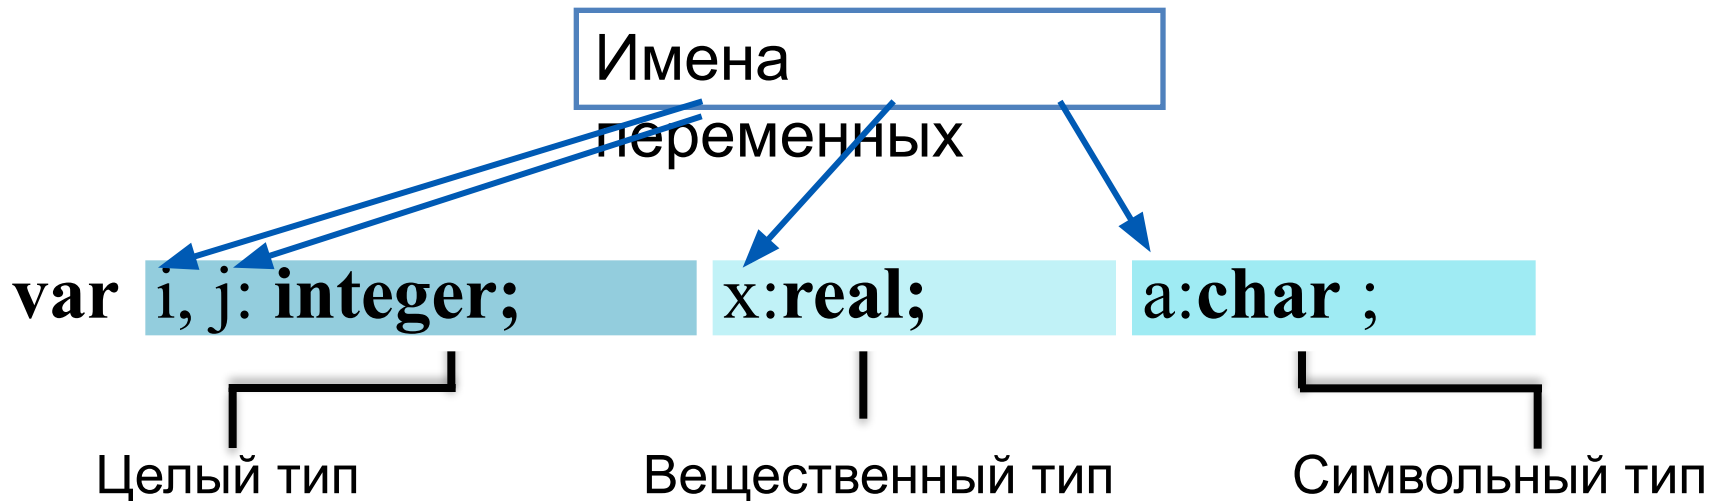 Имена
переменных
var i, j: integer; x:real; a:char ;
Целый тип Вещественный тип Символьный тип